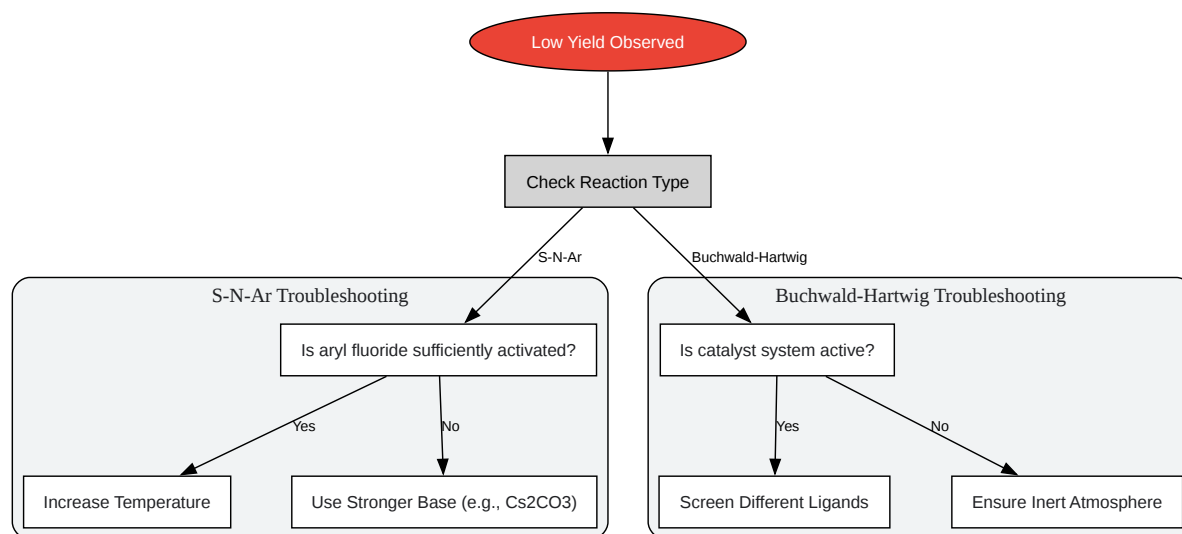 Low Yield Observed
Check Reaction Type
S-N-Ar
Buchwald-Hartwig
S-N-Ar Troubleshooting
Buchwald-Hartwig Troubleshooting
Is aryl fluoride sufficiently activated?
Is catalyst system active?
Yes
No
Yes
No
Increase Temperature
Use Stronger Base (e.g., Cs2CO3)
Screen Different Ligands
Ensure Inert Atmosphere